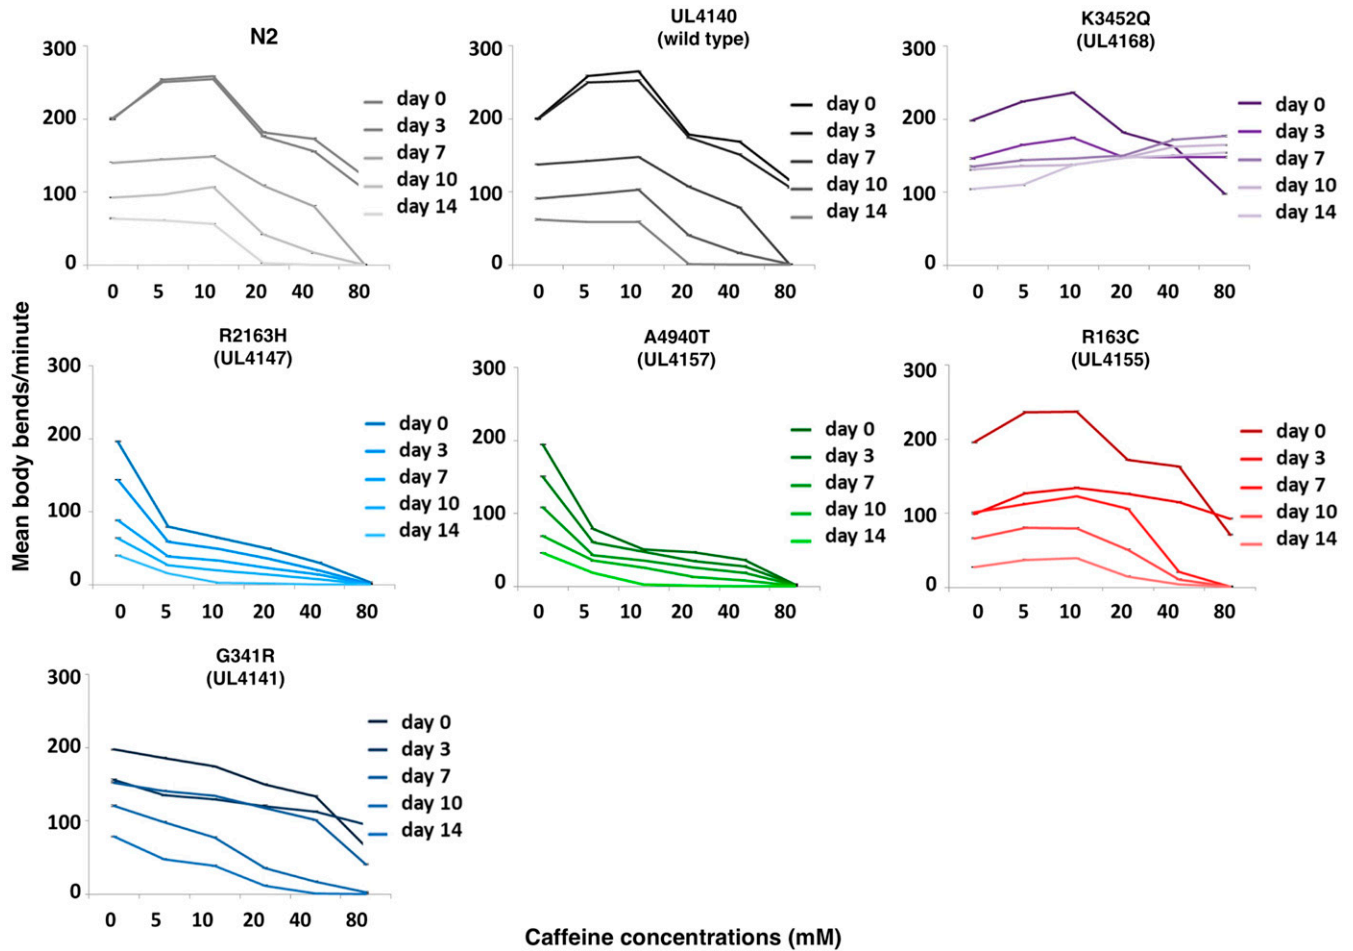 N2
300
200
100
0
0 5 10 20 40 80
day 0
day 3
day 7
day 10
day 14
UL4140
(wild type)
300
200
100
0
0 5 10 20 40 80
day 0
day 3
day 7
day 10
day 14
K3452Q
(UL4168)
300
200
100
0
0 5 10 20 40 80
day 0
day 3
day 7
day 10
day 14
Mean body bends/minute
R2163H
(UL4147)
300
200
100
0
0 5 10 20 40 80
day 0
day 3
day 7
day 10
day 14
A4940T
(UL4157)
300
200
100
0
0 5 10 20 40 80
day 0
day 3
day 7
day 10
day 14
R163C
(UL4155)
300
200
100
0
0 5 10 20 40 80
day 0
day 3
day 7
day 10
day 14
G341R
(UL4141)
300
200
100
0
0 5 10 20 40 80
day 0
day 3
day 7
day 10
day 14
Caffeine concentrations (mM)